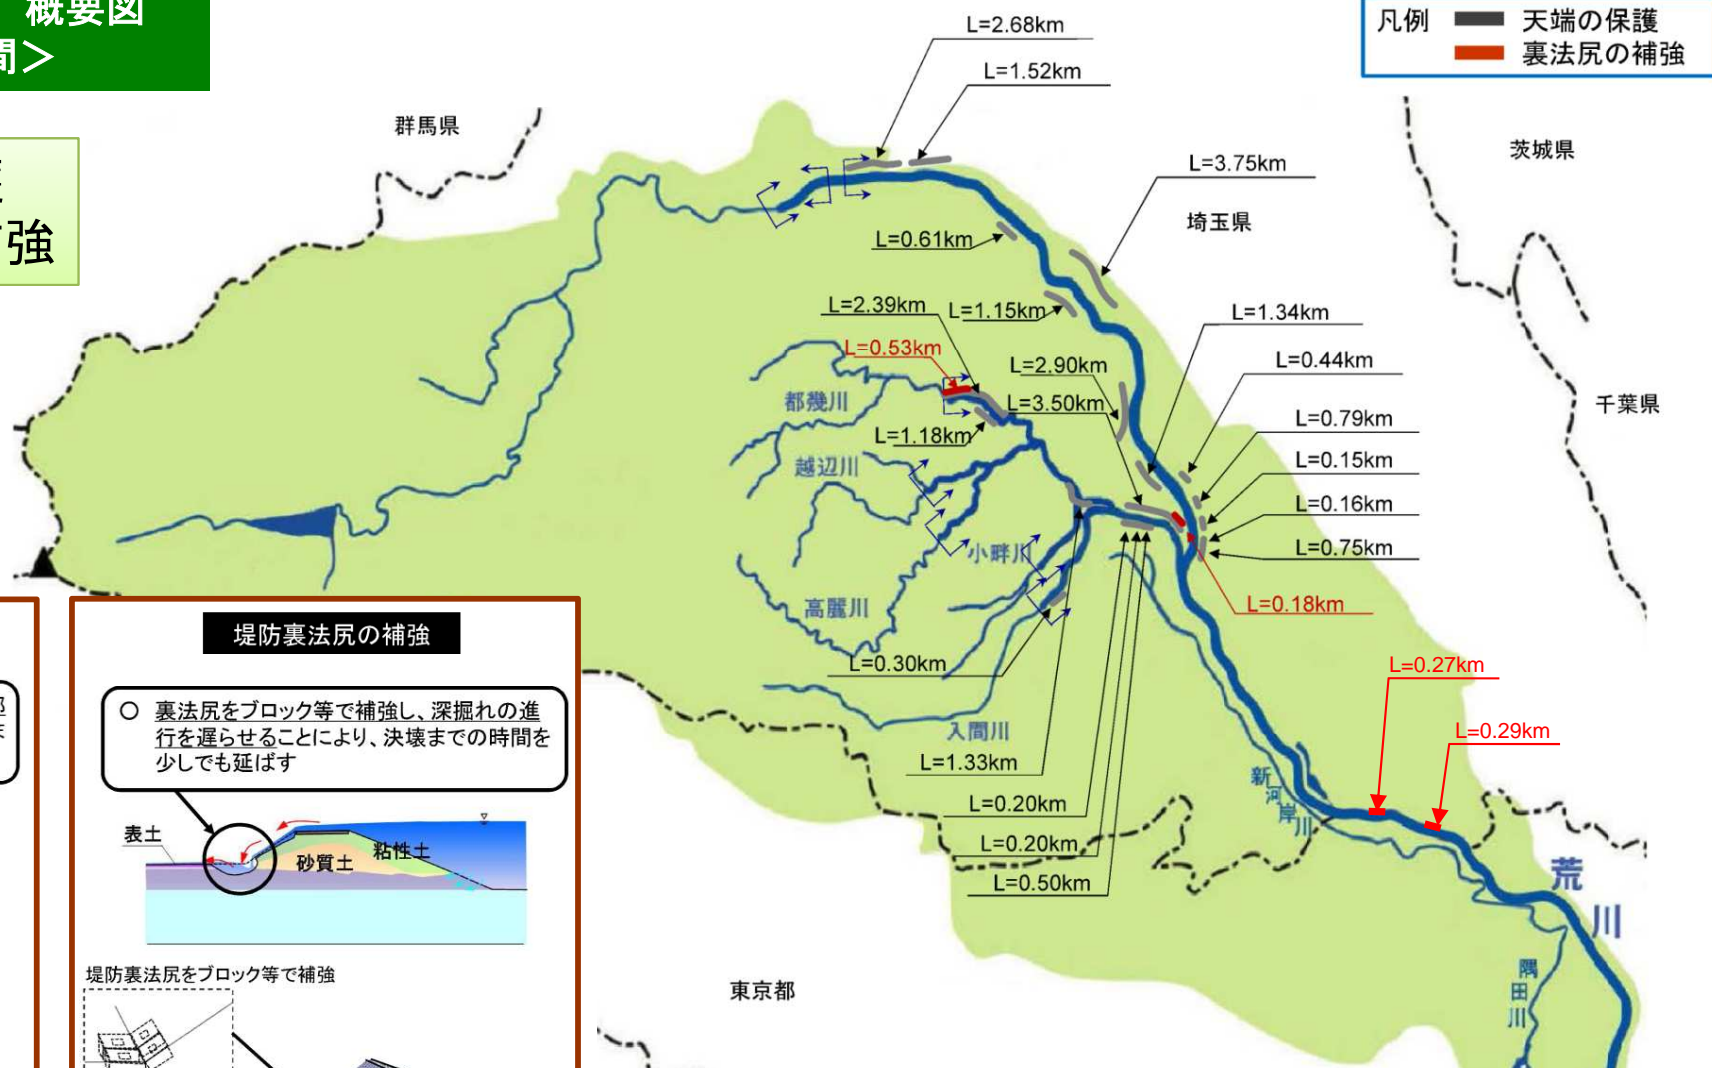 概要図
間＞
強
凡例
天端の保護
裏法尻の補強
L=2.68km
L=1.52km
群馬県
茨城県
L=3.75km
埼玉県
L=0.61km
L=2.39km
L=1.15km
L=1.34km
L=0.53km
L=2.90km
L=0.44km
都幾川
L=3.50km
千葉県
L=0.79km
L=1.18km
越辺川
L=0.15km
L=0.16km
小畔川
L=0.75km
高麗川
L=0.18km
L=0.30km
L=0.27km
入間川
L=0.29km
L=1.33km
新河岸川
L=0.20km
L=0.20km
L=0.50km
荒川
隅田川
東京都
堤防裏法尻の補強
○ 裏法尻をブロック等で補強し、深掘れの進
行を遅らせることにより、決壊までの時間を
少しでも延ばす
表土
砂質土
粘性土
堤防裏法尻をブロック等で補強